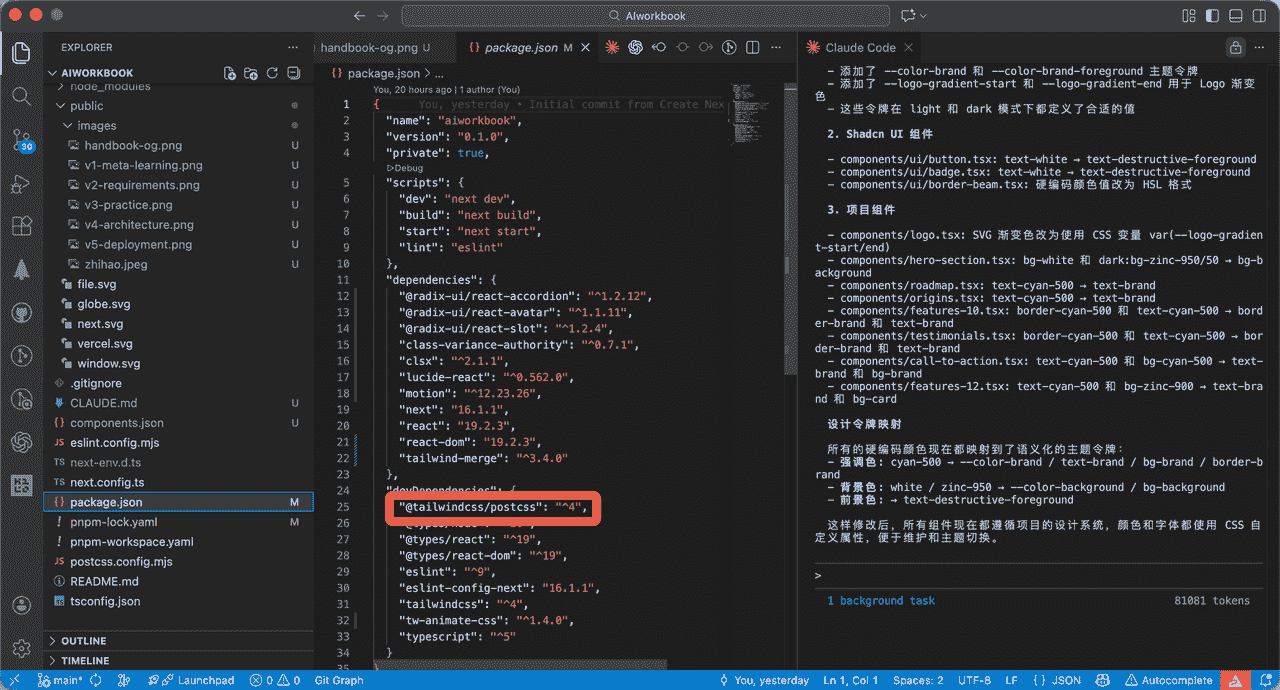 AIworkbook
EXPLORER
AIWORKBOOK
node_modules
public
images
handbook-og.png U
v1-meta-learning.png U
v2-requirements.png U
v3-practice.png U
v4-architecture.png U
v5-deployment.png U
zhihao.jpeg U
file.svg
globe.svg
next.svg
vercel.svg
window.svg
.gitignore
CLAUDE.md U
components.json U
JS eslint.config.mjs
TS next-env.d.ts
TS next.config.ts
{} package.json M
! pnpm-lock.yaml M
! pnpm-workspace.yaml
JS postcss.config.mjs
README.md
tsconfig.json
OUTLINE
TIMELINE
handbook-og.png U
{} package.json M
{} package.json > ...
You, 20 hours ago | 1 author (You)
1 { You, yesterday • Initial commit from Create Nex
2 "name": "aiworkbook",
3 "version": "0.1.0",
4 "private": true,
Debug
5 "scripts": {
6 "dev": "next dev",
7 "build": "next build",
8 "start": "next start",
9 "lint": "eslint"
10 },
11 "dependencies": {
12 "@radix-ui/react-accordion": "^1.2.12",
13 "@radix-ui/react-avatar": "^1.1.11",
14 "@radix-ui/react-slot": "^1.2.4",
15 "class-variance-authority": "^0.7.1",
16 "clsx": "^2.1.1",
17 "lucide-react": "^0.562.0",
18 "motion": "^12.23.26",
19 "next": "16.1.1",
20 "react": "19.2.3",
21 "react-dom": "19.2.3",
22 "tailwind-merge": "^3.4.0"
23 },
24 "devDependencies": {
25 "@tailwindcss/postcss": "^4",
26
27 "@types/react": "^19",
28 "@types/react-dom": "^19",
29 "eslint": "^9",
30 "eslint-config-next": "16.1.1",
31 "tailwindcss": "^4",
32 "tw-animate-css": "^1.4.0",
33 "typescript": "^5"
34 }
35 }
Claude Code
- 添加了 --color-brand 和 --color-brand-foreground 主题令牌
- 添加了 --logo-gradient-start 和 --logo-gradient-end 用于 Logo 渐变
色
- 这些令牌在 light 和 dark 模式下都定义了合适的值
2. Shadcn UI 组件
- components/ui/button.tsx: text-white → text-destructive-foreground
- components/ui/badge.tsx: text-white → text-destructive-foreground
- components/ui/border-beam.tsx: 硬编码颜色值改为 HSL 格式
3. 项目组件
- components/logo.tsx: SVG 渐变色改为使用 CSS 变量 var(--logo-gradien
t-start/end)
- components/hero-section.tsx: bg-white 和 dark:bg-zinc-950/50 → bg-b
ackground
- components/roadmap.tsx: text-cyan-500 → text-brand
- components/origins.tsx: text-cyan-500 → text-brand
- components/features-10.tsx: border-cyan-500 和 text-cyan-500 → bord
er-brand 和 text-brand
- components/testimonials.tsx: border-cyan-500 和 text-cyan-500 → bo
rder-brand 和 text-brand
- components/call-to-action.tsx: text-cyan-500 和 bg-cyan-500 → text-
brand 和 bg-brand
- components/features-12.tsx: text-cyan-500 和 bg-zinc-900 → text-bra
nd 和 bg-card
设计令牌映射
所有的硬编码颜色现在都映射到了语义化的主题令牌:
- 强调色: cyan-500 → --color-brand / text-brand / bg-brand / border-b
rand
- 背景色: white / zinc-950 → --color-background / bg-background
- 前景色: → text-destructive-foreground
这样修改后，所有组件现在都遵循项目的设计系统，颜色和字体都使用 CSS 自
定义属性，便于维护和主题切换。
>
1 background task 81081 tokens
main* Launchpad 0 0 Git Graph You, yesterday Ln 1, Col 1 Spaces: 2 UTF-8 LF {} JSON Autocomplete